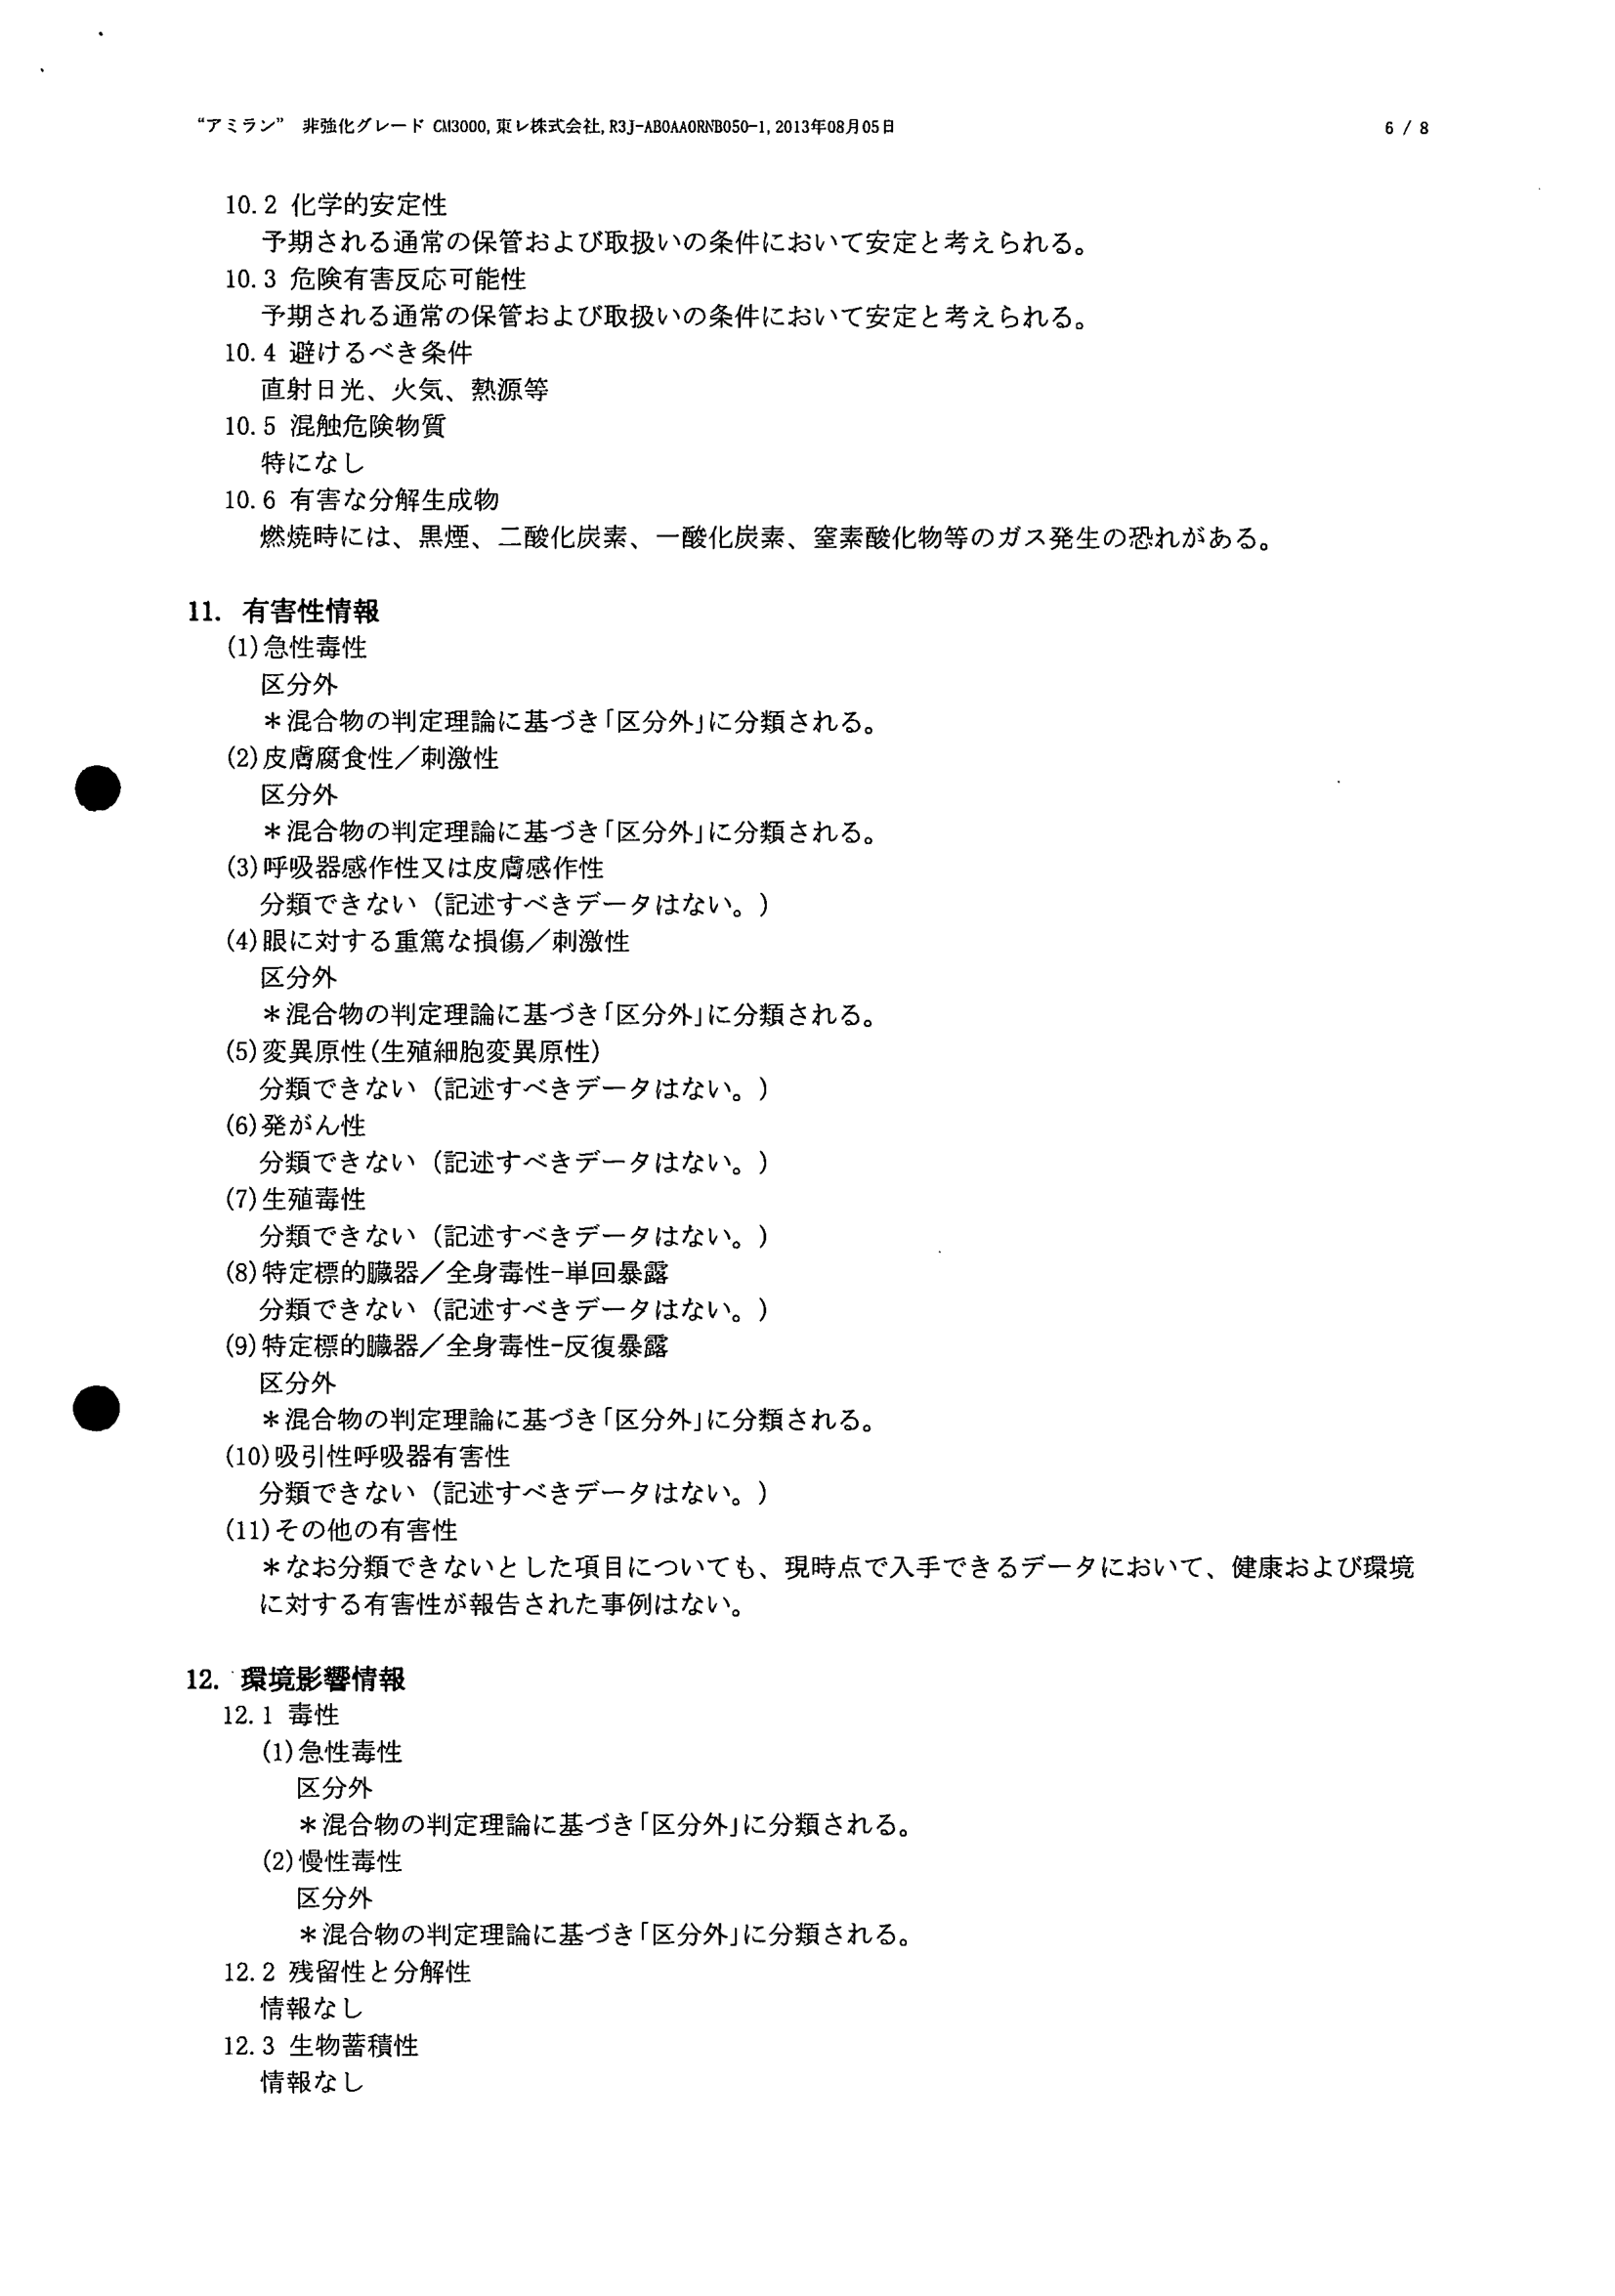 “アミラン” 非強化グレード CM3000, 東レ株式会社, R3J-AB0AA0RNB050-1, 2013年08月05日 6 / 8
10.2 化学的安定性
予期される通常の保管および取扱いの条件において安定と考えられる。
10.3 危険有害反応可能性
予期される通常の保管および取扱いの条件において安定と考えられる。
10.4 避けるべき条件
直射日光、火気、熱源等
10.5 混触危険物質
特になし
10.6 有害な分解生成物
燃焼時には、黒煙、二酸化炭素、一酸化炭素、窒素酸化物等のガス発生の恐れがある。
11. 有害性情報
(1)急性毒性
区分外
＊混合物の判定理論に基づき「区分外」に分類される。
(2)皮膚腐食性／刺激性
区分外
＊混合物の判定理論に基づき「区分外」に分類される。
(3)呼吸器感作性又は皮膚感作性
分類できない（記述すべきデータはない。）
(4)眼に対する重篤な損傷／刺激性
区分外
＊混合物の判定理論に基づき「区分外」に分類される。
(5)変異原性(生殖細胞変異原性)
分類できない（記述すべきデータはない。）
(6)発がん性
分類できない（記述すべきデータはない。）
(7)生殖毒性
分類できない（記述すべきデータはない。）
(8)特定標的臓器／全身毒性-単回暴露
分類できない（記述すべきデータはない。）
(9)特定標的臓器／全身毒性-反復暴露
区分外
＊混合物の判定理論に基づき「区分外」に分類される。
(10)吸引性呼吸器有害性
分類できない（記述すべきデータはない。）
(11)その他の有害性
＊なお分類できないとした項目についても、現時点で入手できるデータにおいて、健康および環境
に対する有害性が報告された事例はない。
12. 環境影響情報
12.1 毒性
(1)急性毒性
区分外
＊混合物の判定理論に基づき「区分外」に分類される。
(2)慢性毒性
区分外
＊混合物の判定理論に基づき「区分外」に分類される。
12.2 残留性と分解性
情報なし
12.3 生物蓄積性
情報なし